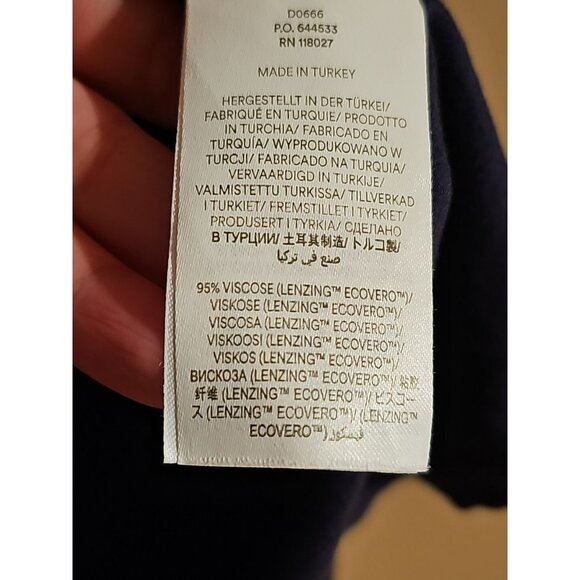 D0666
P.O. 644533
RN 118027
MADE IN TURKEY
HERGESTELLT IN DER TÜRKEI/
FABRIQUÉ EN TURQUIE/ PRODOTTO
IN TURCHIA/ FABRICADO EN
TURQUÍA/ WYPRODUKOWANO W
TURCJI/ FABRICADO NA TURQUIA/
VERVAARDIGD IN TURKIJE/
VALMISTETTU TURKISSA/ TILLVERKAD
I TURKIET/ FREMSTILLET I TYRKIET/
PRODUSERT I TYRKIA/ СДЕЛАНО
В ТУРЦИИ/ 土耳其制造/ トルコ製/
صنع في تركيا
95% VISCOSE (LENZING™ ECOVERO™)/
VISKOSE (LENZING™ ECOVERO™)/
VISCOSA (LENZING™ ECOVERO™)/
VISKOOSI (LENZING™ ECOVERO™)/
VISKOS (LENZING™ ECOVERO™)/
ВИСКОЗА (LENZING™ ECOVERO™)/ 粘胶
纤维 (LENZING™ ECOVERO™)/ ビスコー
ス (LENZING™ ECOVERO™)/ (LENZING™
ECOVERO™) فيسكوز